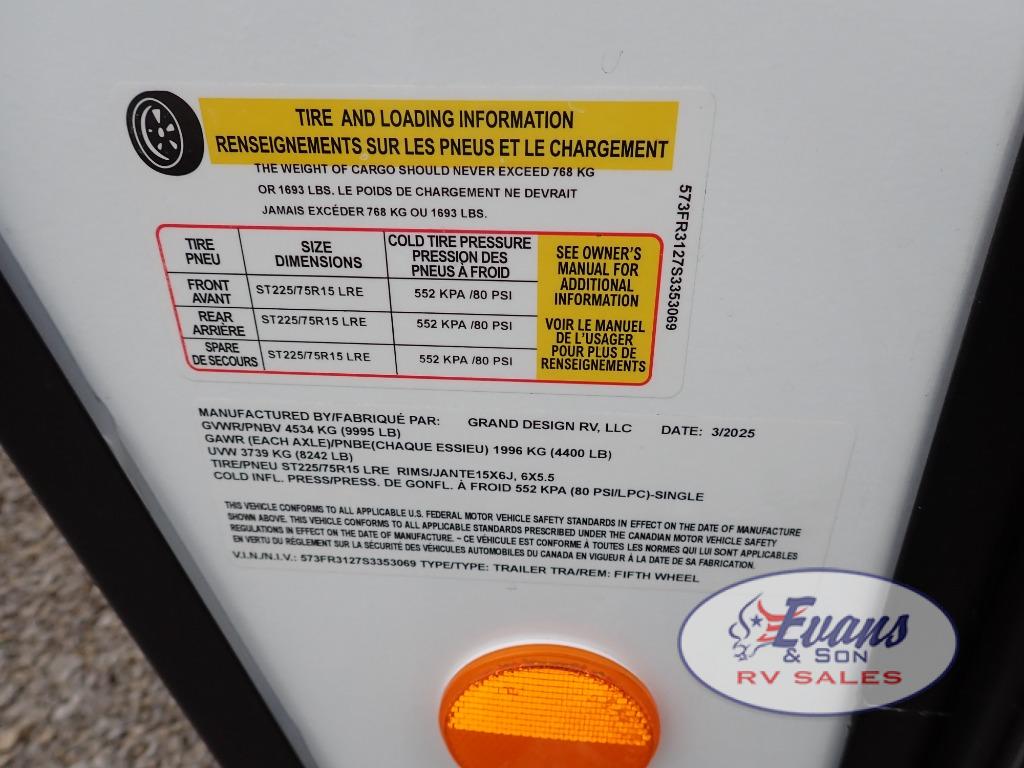 TIRE AND LOADING INFORMATION
RENSEIGNEMENTS SUR LES PNEUS ET LE CHARGEMENT
THE WEIGHT OF CARGO SHOULD NEVER EXCEED 768 KG
OR 1693 LBS. LE POIDS DE CHARGEMENT NE DEVRAIT
JAMAIS EXCÉDER 768 KG OU 1693 LBS.
573FR3127S3353069
TIRE
PNEU
SIZE
DIMENSIONS
COLD TIRE PRESSURE
PRESSION DES
PNEUS À FROID
FRONT
AVANT
ST225/75R15 LRE
552 KPA /80 PSI
REAR
ARRIÈRE
ST225/75R15 LRE
552 KPA /80 PSI
SPARE
DE SECOURS
ST225/75R15 LRE
552 KPA /80 PSI
SEE OWNER'S
MANUAL FOR
ADDITIONAL
INFORMATION
VOIR LE MANUEL
DE L'USAGER
POUR PLUS DE
RENSEIGNEMENTS
MANUFACTURED BY/FABRIQUÉ PAR: GRAND DESIGN RV, LLC DATE: 3/2025
GVWR/PNBV 4534 KG (9995 LB)
GAWR (EACH AXLE)/PNBE(CHAQUE ESSIEU) 1996 KG (4400 LB)
UVW 3739 KG (8242 LB)
TIRE/PNEU ST225/75R15 LRE RIMS/JANTE15X6J, 6X5.5
COLD INFL. PRESS/PRESS. DE GONFL. À FROID 552 KPA (80 PSI/LPC)-SINGLE
THIS VEHICLE CONFORMS TO ALL APPLICABLE U.S. FEDERAL MOTOR VEHICLE SAFETY STANDARDS IN EFFECT ON THE DATE OF MANUFACTURE
SHOWN ABOVE. THIS VEHICLE CONFORMS TO ALL APPLICABLE STANDARDS PRESCRIBED UNDER THE CANADIAN MOTOR VEHICLE SAFETY
REGULATIONS IN EFFECT ON THE DATE OF MANUFACTURE. – CE VÉHICULE EST CONFORME À TOUTES LES NORMES QUI LUI SONT APPLICABLES
EN VERTU DU RÈGLEMENT SUR LA SÉCURITÉ DES VÉHICULES AUTOMOBILES DU CANADA EN VIGUEUR À LA DATE DE SA FABRICATION.
V.I.N./N.I.V.: 573FR3127S3353069 TYPE/TYPE: TRAILER TRA/REM: FIFTH WHEEL
Evans
& SON
RV SALES